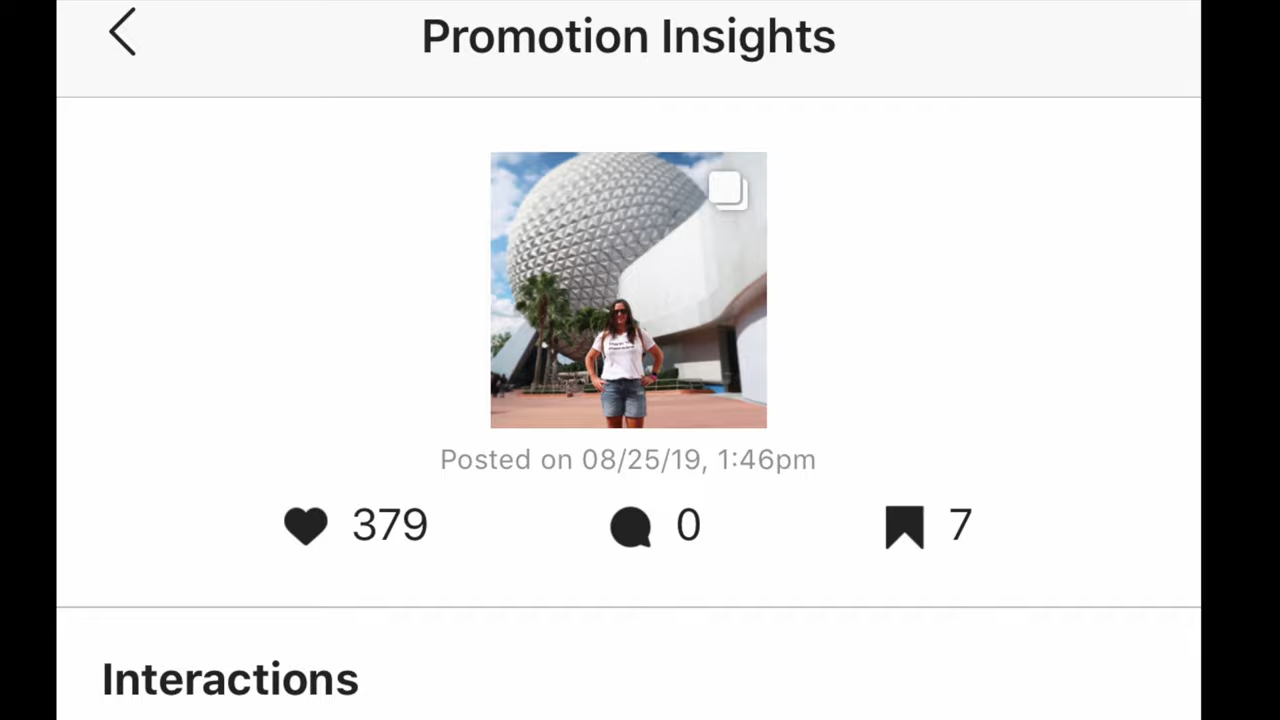 Promotion Insights
Posted on 08/25/19, 1:46pm
379
0
7
Interactions